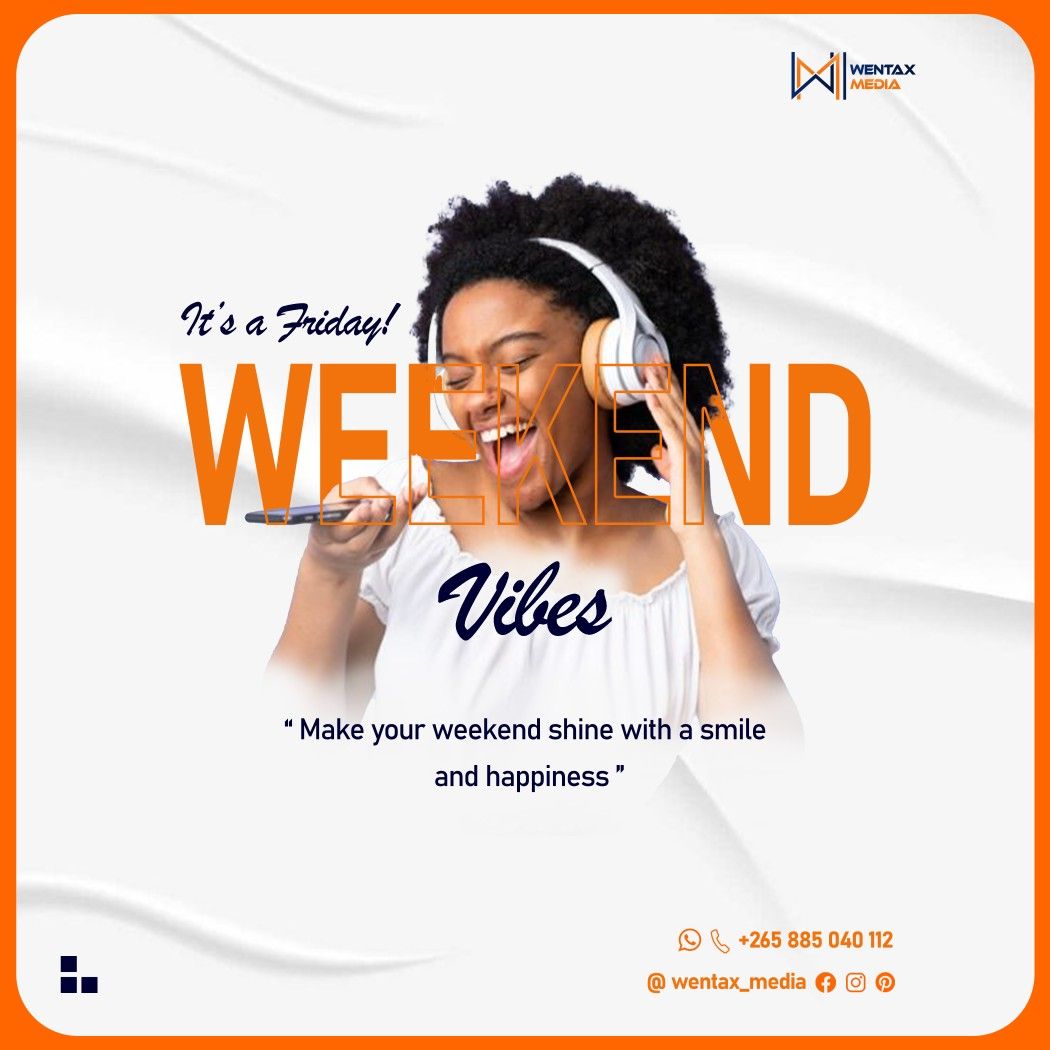 WENTAX
MEDIA
It's a Friday!
WEEKEND
Vibes
“ Make your weekend shine with a smile
and happiness ”
+265 885 040 112
@ wentax_media